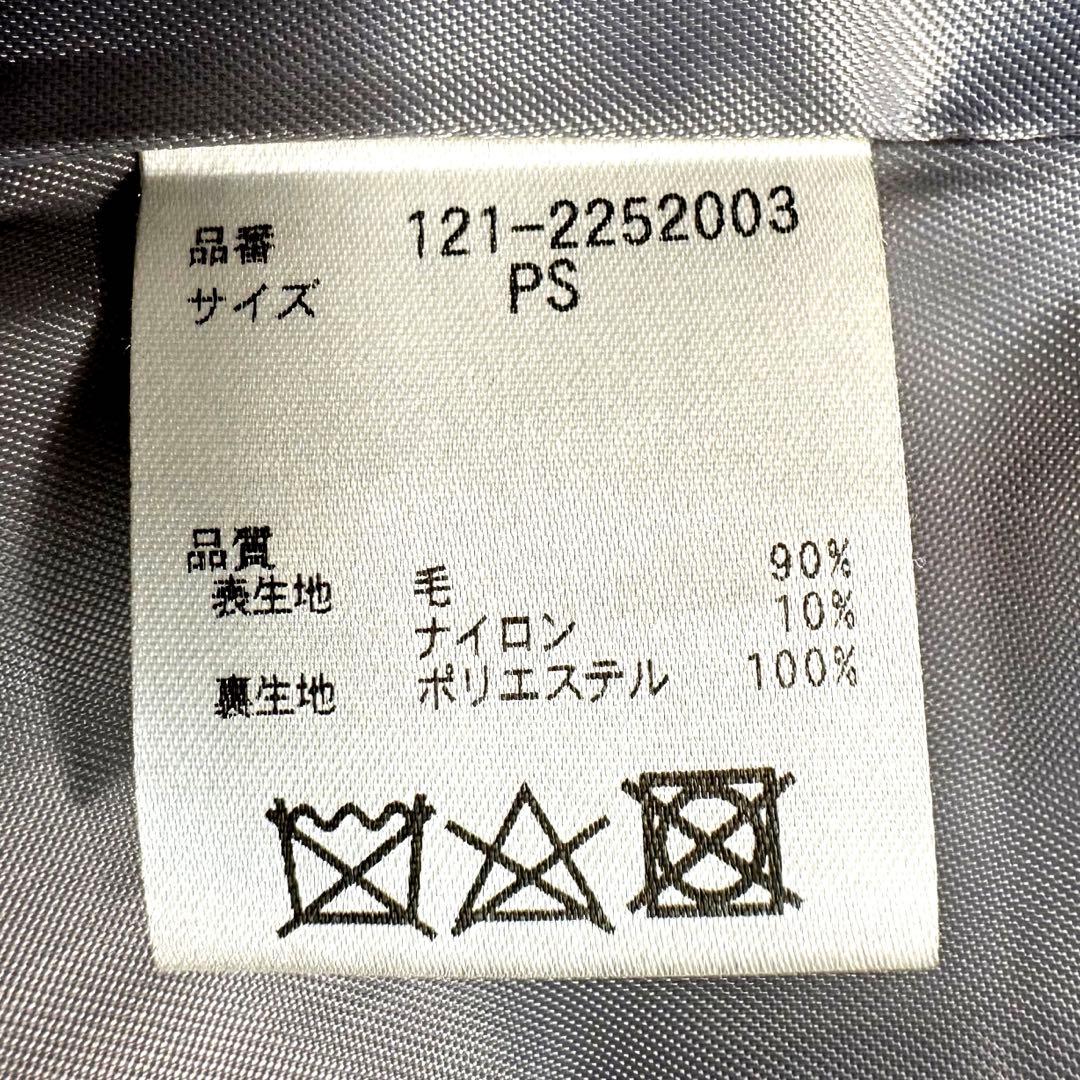 品番 121-2252003
サイズ PS
品質
表生地 毛 90%
ナイロン 10%
裏生地 ポリエステル 100%